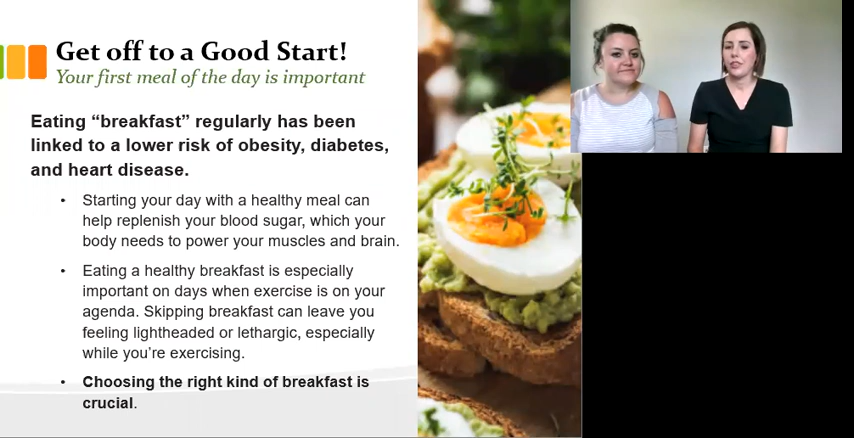 Get off to a Good Start!
Your first meal of the day is important
Eating “breakfast” regularly has been
linked to a lower risk of obesity, diabetes,
and heart disease.
• Starting your day with a healthy meal can
help replenish your blood sugar, which your
body needs to power your muscles and brain.
• Eating a healthy breakfast is especially
important on days when exercise is on your
agenda. Skipping breakfast can leave you
feeling lightheaded or lethargic, especially
while you’re exercising.
• Choosing the right kind of breakfast is
crucial.